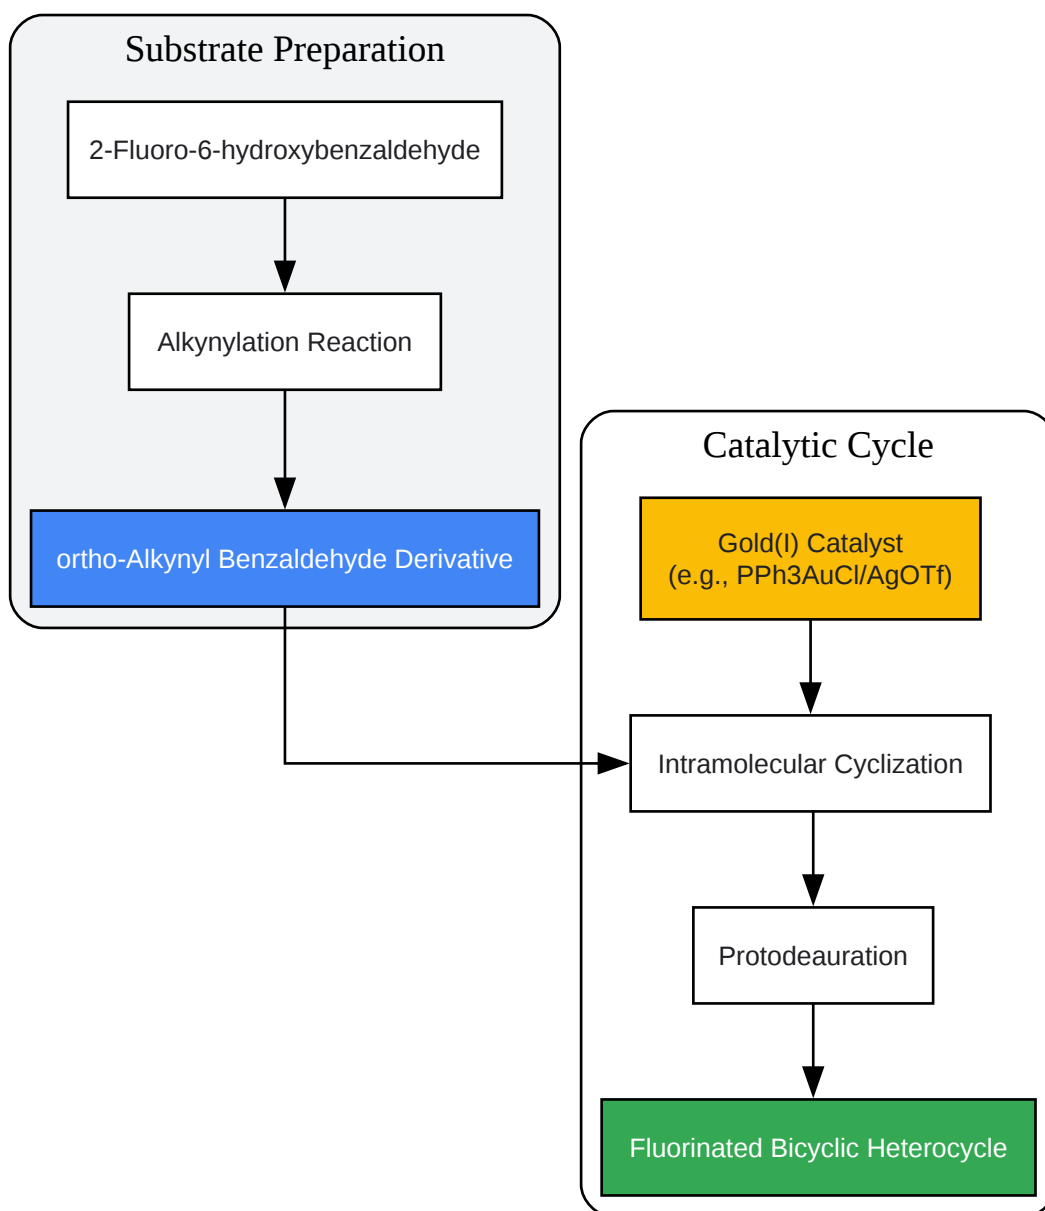 Substrate Preparation
2-Fluoro-6-hydroxybenzaldehyde
Alkynylation Reaction
ortho-Alkynyl Benzaldehyde Derivative
Catalytic Cycle
Gold(I) Catalyst
(e.g., PPh3AuCl/AgOTf)
Intramolecular Cyclization
Protodeauration
Fluorinated Bicyclic Heterocycle